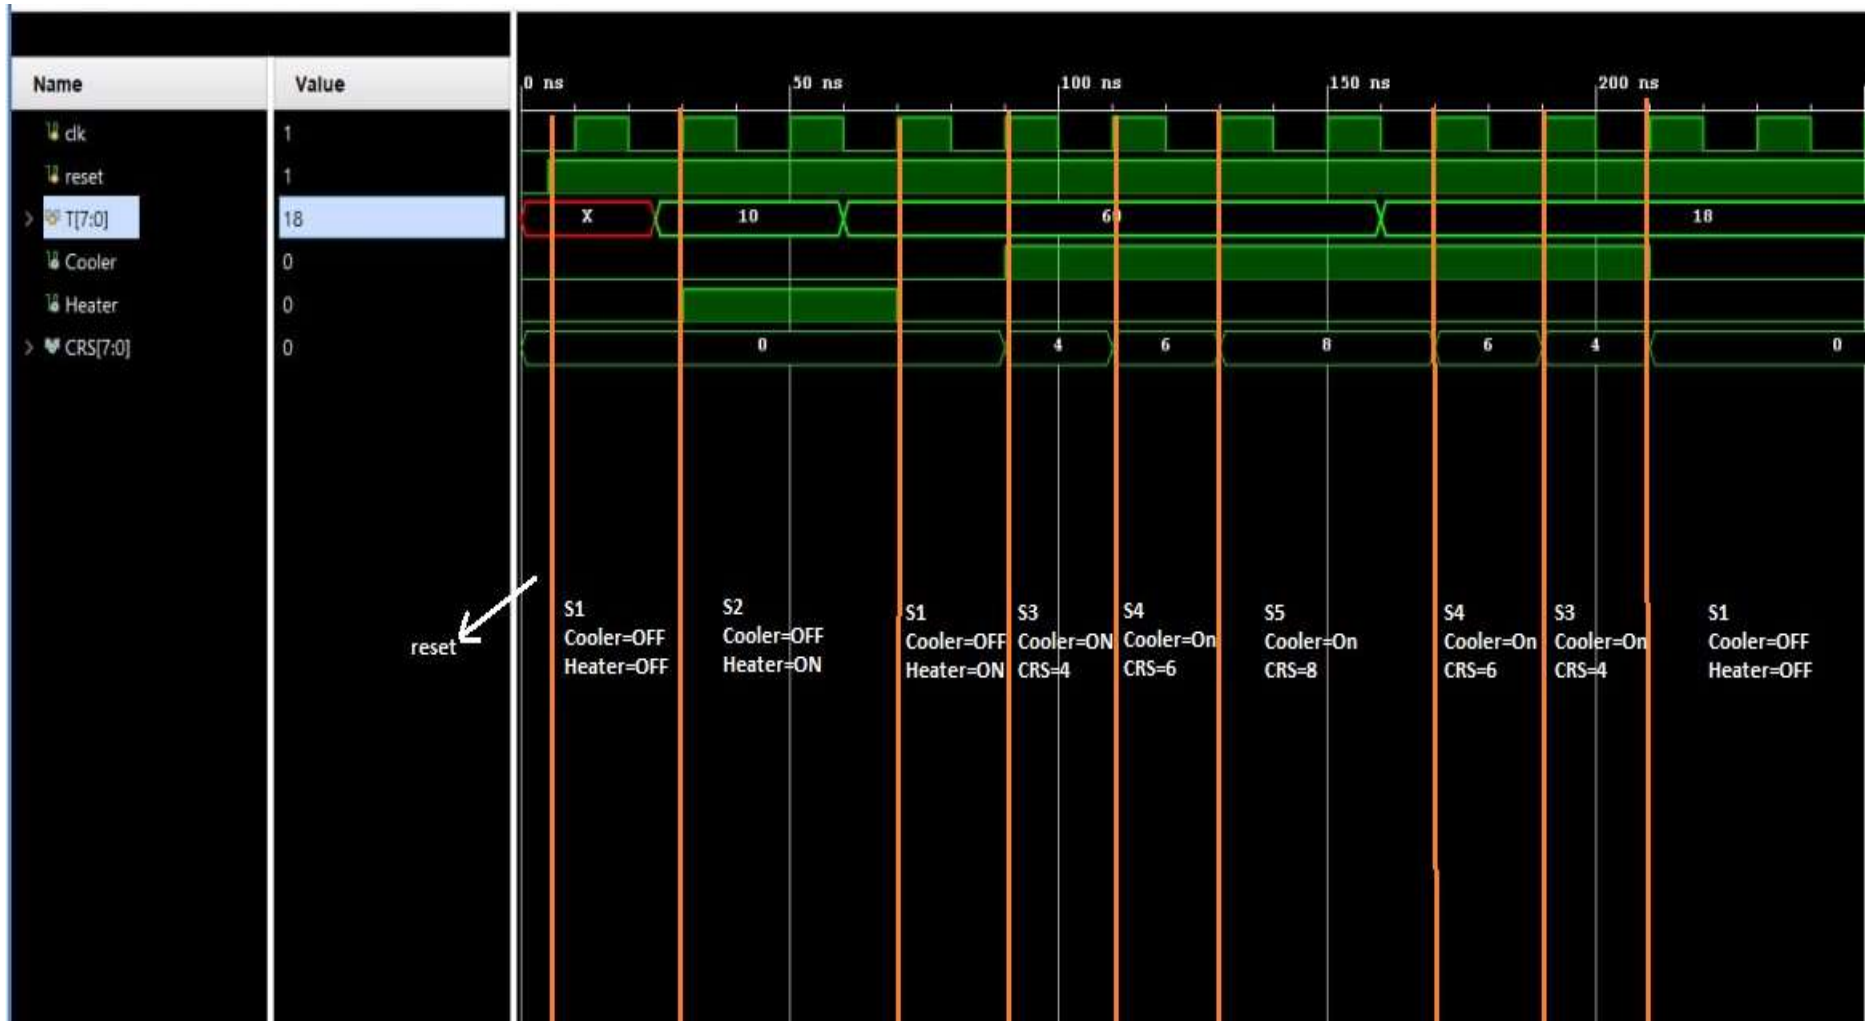 Name Value
0 ns 50 ns 100 ns 150 ns 200 ns
clk 1
reset 1
T[7:0] 18 X 10 60 18
Cooler 0
Heater 0
CRS[7:0] 0 0 4 6 8 6 4 0
reset
S1
Cooler=OFF
Heater=OFF
S2
Cooler=OFF
Heater=ON
S1
Cooler=OFF
Heater=ON
S3
Cooler=ON
CRS=4
S4
Cooler=On
CRS=6
S5
Cooler=On
CRS=8
S4
Cooler=On
CRS=6
S3
Cooler=On
CRS=4
S1
Cooler=OFF
Heater=OFF